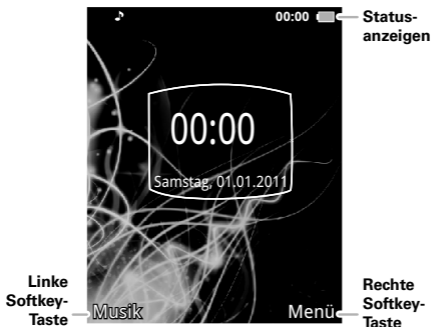 00:00
Status-
anzeigen
00:00
Samstag, 01.01.2011
Linke
Softkey-
Taste
Musik
Menü
Rechte
Softkey-
Taste